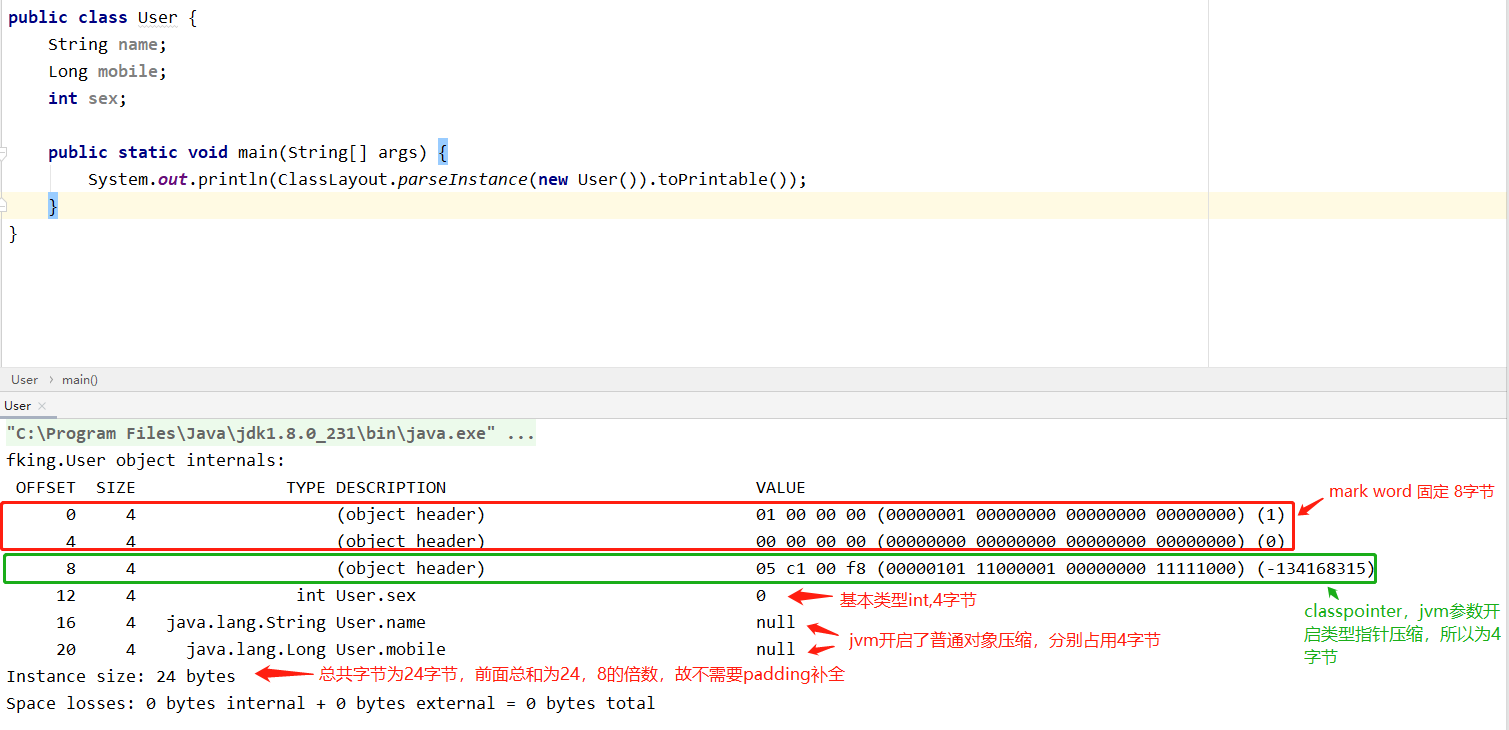 public class User {
String name;
Long mobile;
int sex;
public static void main(String[] args) {
System.out.println(ClassLayout.parseInstance(new User()).toPrintable());
}
}
User › main()
User ×
"C:\Program Files\Java\jdk1.8.0_231\bin\java.exe" ...
fking.User object internals:
OFFSET SIZE TYPE DESCRIPTION VALUE
mark word 固定 8字节
0 4 (object header) 01 00 00 00 (00000001 00000000 00000000 00000000) (1)
4 4 (object header) 00 00 00 00 (00000000 00000000 00000000 00000000) (0)
8 4 (object header) 05 c1 00 f8 (00000101 11000001 00000000 11111000) (-134168315)
12 4 int User.sex 0
基本类型int,4字节
classpointer，jvm参数开
启类型指针压缩，所以为4
字节
16 4 java.lang.String User.name null
jvm开启了普通对象压缩，分别占用4字节
20 4 java.lang.Long User.mobile null
Instance size: 24 bytes
总共字节为24字节，前面总和为24，8的倍数，故不需要padding补全
Space losses: 0 bytes internal + 0 bytes external = 0 bytes total